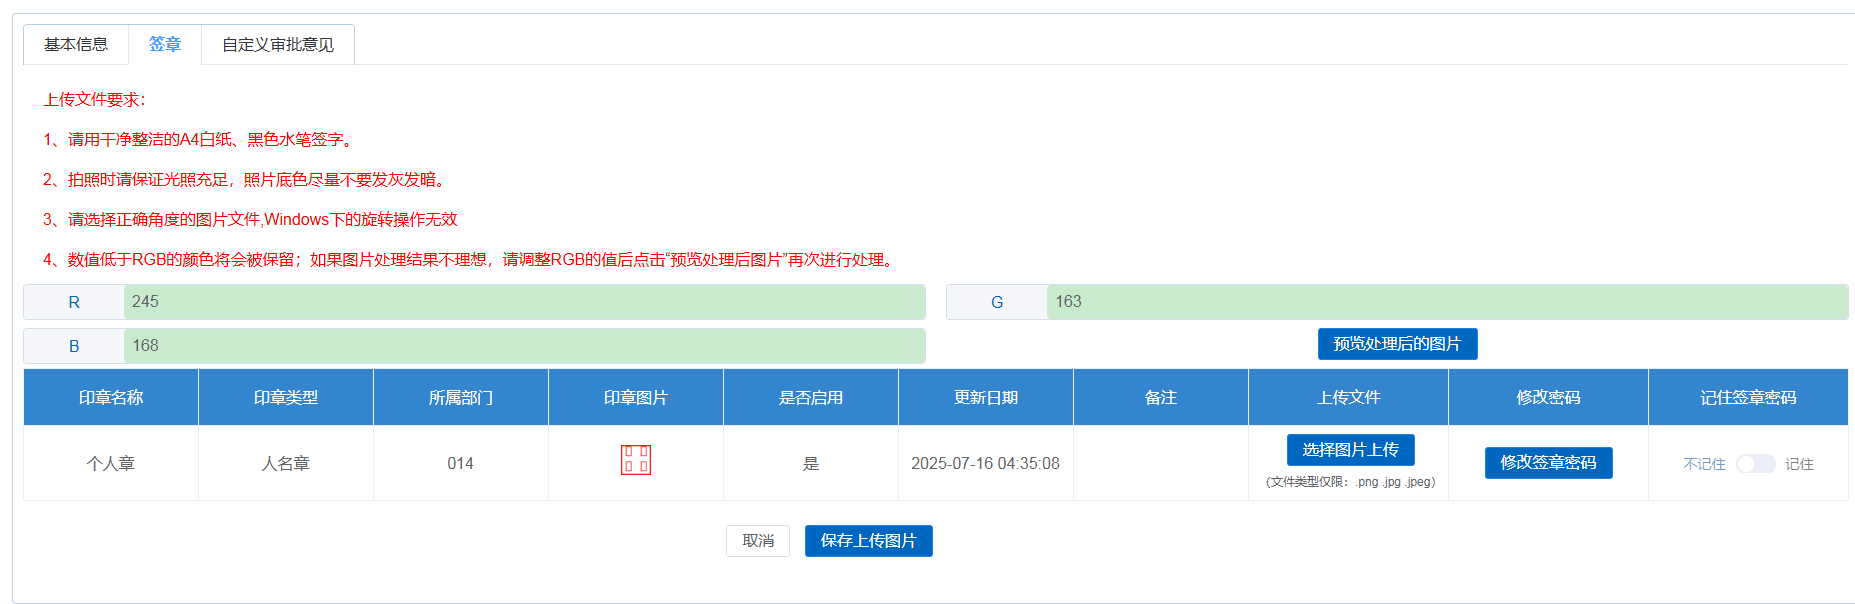 基本信息 签章 自定义审批意见
上传文件要求：
1、请用干净整洁的A4白纸、黑色水笔签字。
2、拍照时请保证光照充足，照片底色尽量不要发灰发暗。
3、请选择正确角度的图片文件,Windows下的旋转操作无效
4、数值低于RGB的颜色将会被保留；如果图片处理结果不理想，请调整RGB的值后点击“预览处理后图片”再次进行处理。
R 245 G 163
B 168 预览处理后的图片
印章名称 印章类型 所属部门 印章图片 是否启用 更新日期 备注 上传文件 修改密码 记住签章密码
个人章 人名章 014 是 2025-07-16 04:35:08 选择图片上传 修改签章密码 不记住 记住
（文件类型仅限：.png .jpg .jpeg）
取消 保存上传图片